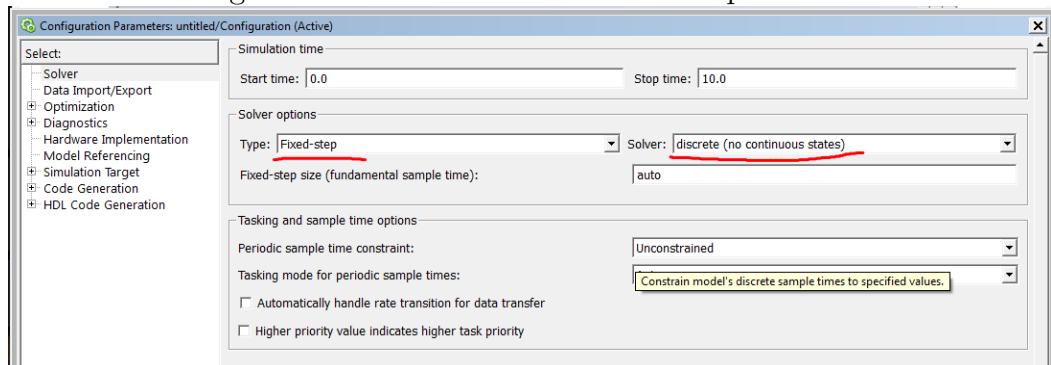 Configuration Parameters: untitled/Configuration (Active)
Select:
Solver
Data Import/Export
Optimization
Diagnostics
Hardware Implementation
Model Referencing
Simulation Target
Code Generation
HDL Code Generation
Simulation time
Start time: 0.0 Stop time: 10.0
Solver options
Type: Fixed-step Solver: discrete (no continuous states)
Fixed-step size (fundamental sample time): auto
Tasking and sample time options
Periodic sample time constraint: Unconstrained
Tasking mode for periodic sample times:
Constrain model's discrete sample times to specified values.
Automatically handle rate transition for data transfer
Higher priority value indicates higher task priority